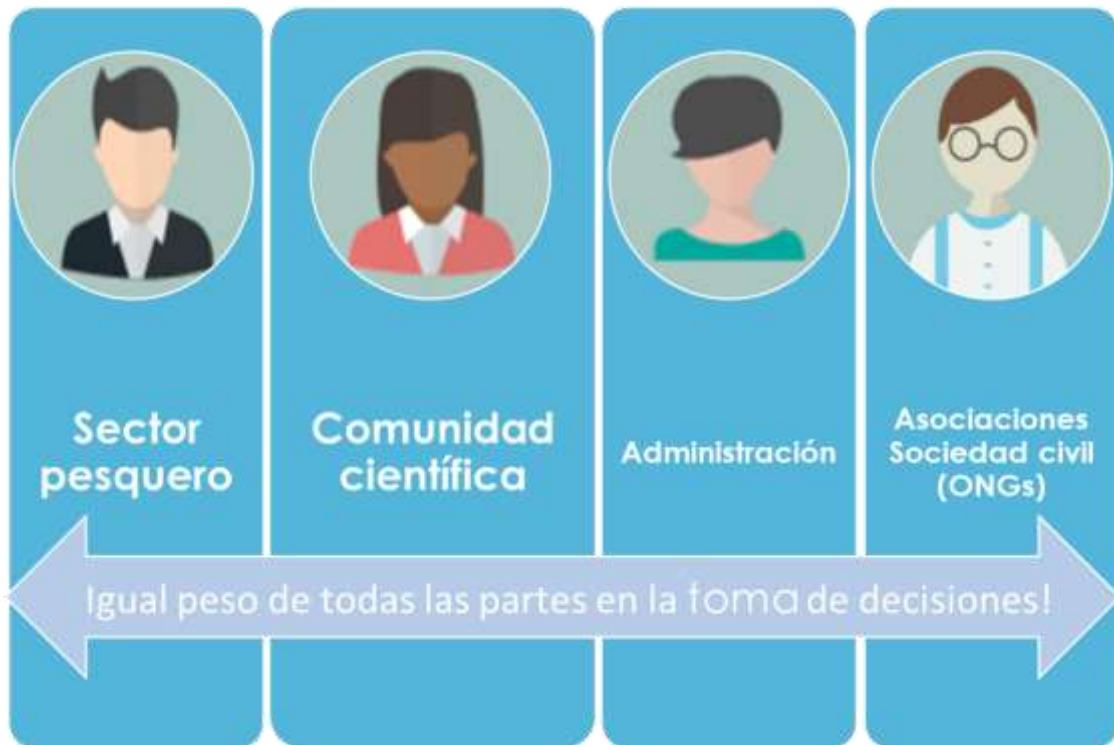 Sector
pesquero
Comunidad
científica
Administración
Asociaciones
Sociedad civil
(ONGs)
Igual peso de todas las partes en la toma de decisiones!